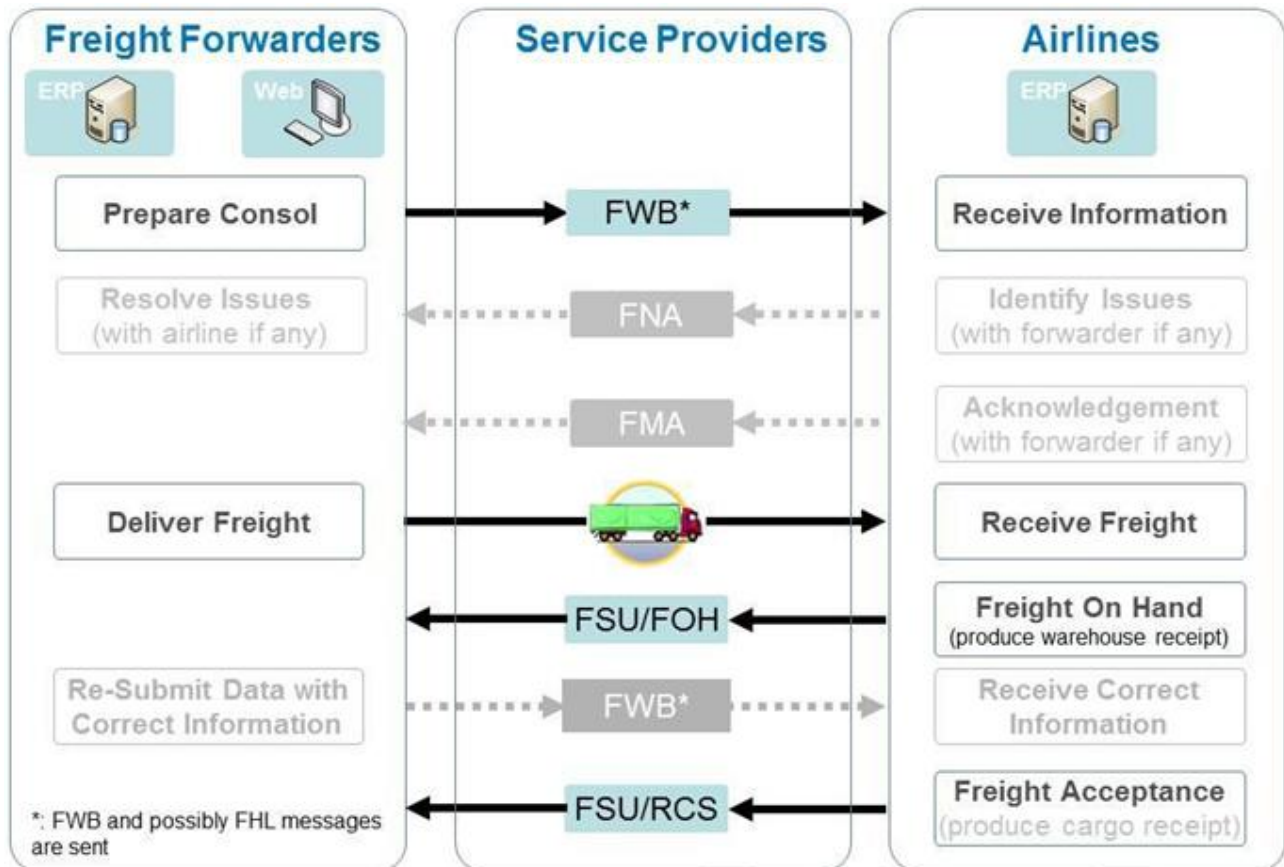 Freight Forwarders
Service Providers
Airlines
ERP
Web
ERP
Prepare Consol
FWB*
Receive Information
Resolve Issues
(with airline if any)
FNA
Identify Issues
(with forwarder if any)
FMA
Acknowledgement
(with forwarder if any)
Deliver Freight
Receive Freight
FSU/FOH
Freight On Hand
(produce warehouse receipt)
Re-Submit Data with
Correct Information
FWB*
Receive Correct
Information
FSU/RCS
Freight Acceptance
(produce cargo receipt)
*: FWB and possibly FHL messages
are sent